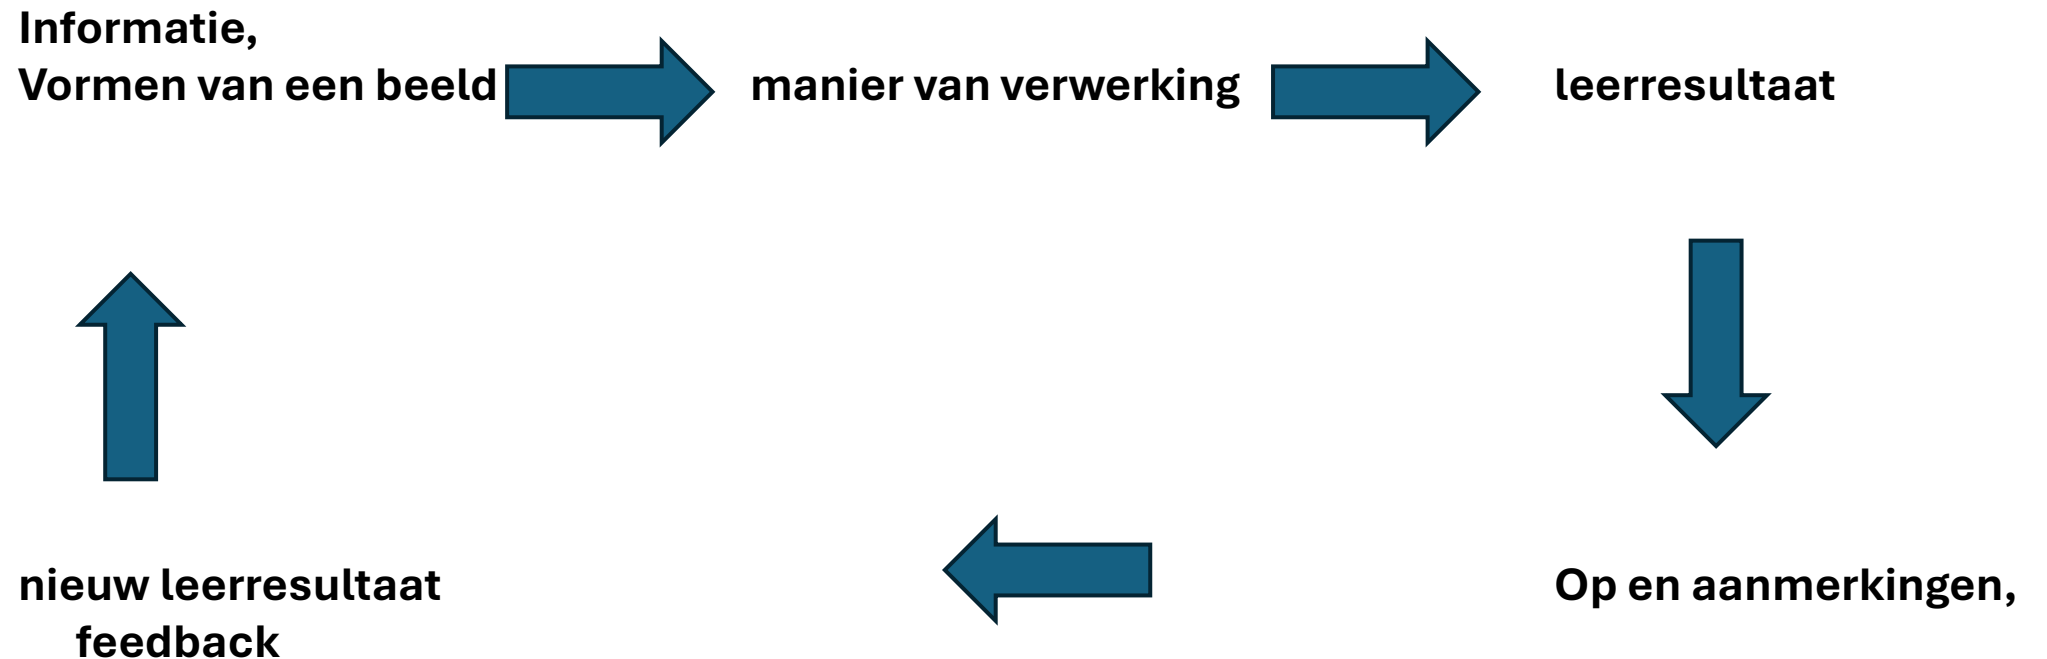 Informatie,
Vormen van een beeld manier van verwerking leerresultaat
nieuw leerresultaat Op en aanmerkingen,
feedback